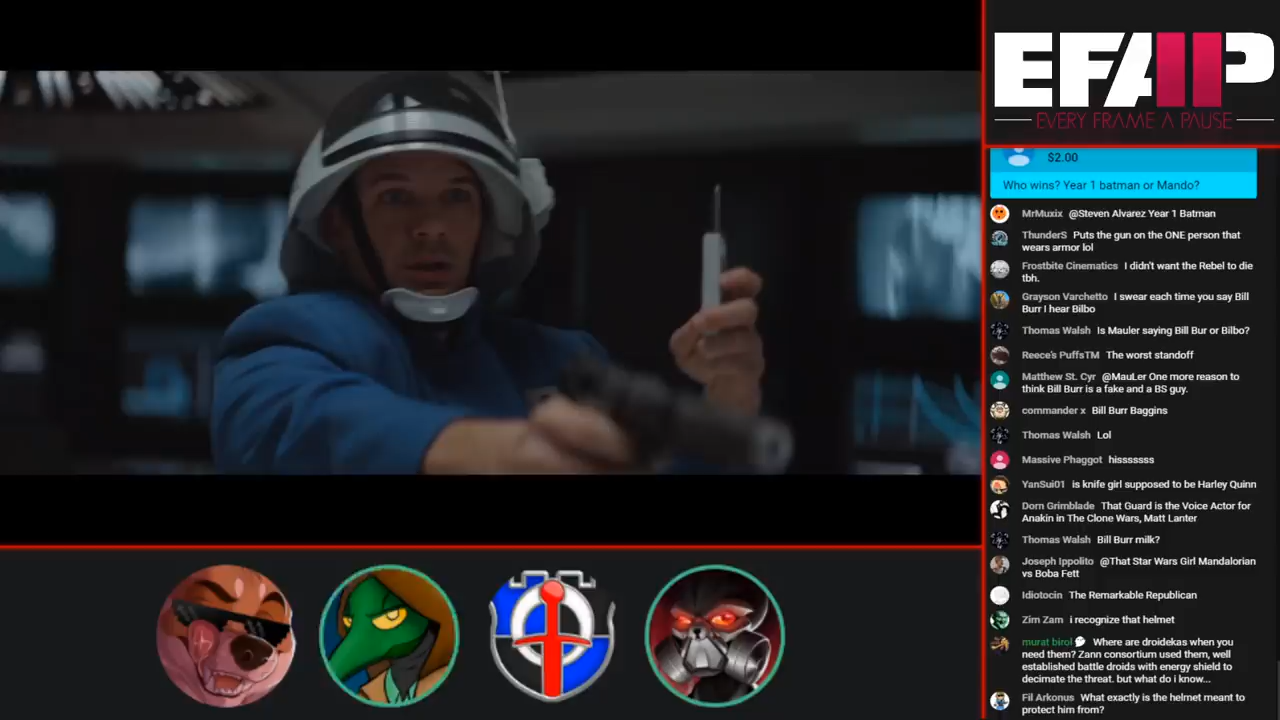 EFAP
EVERY FRAME A PAUSE
$2.00
Who wins? Year 1 batman or Mando?
MrMuxix @Steven Alvarez Year 1 Batman
ThunderS Puts the gun on the ONE person that
wears armor lol
Frostbite Cinematics I didn't want the Rebel to die
tbh.
Grayson Varchetto I swear each time you say Bill
Burr I hear Bilbo
Thomas Walsh Is Mauler saying Bill Bur or Bilbo?
Reece's PuffsTM The worst standoff
Matthew St. Cyr @MauLer One more reason to
think Bill Burr is a fake and a BS guy.
commander x Bill Burr Baggins
Thomas Walsh Lol
Massive Phaggot hisssssss
YanSui01 is knife girl supposed to be Harley Quinn
Dorn Grimblade That Guard is the Voice Actor for
Anakin in The Clone Wars, Matt Lanter
Thomas Walsh Bill Burr milk?
Joseph Ippolito @That Star Wars Girl Mandalorian
vs Boba Fett
Idiotocin The Remarkable Republican
Zim Zam i recognize that helmet
murat birol Where are droidekas when you
need them? Zann consortium used them, well
established battle droids with energy shield to
decimate the threat. but what do i know...
Fil Arkonus What exactly is the helmet meant to
protect him from?